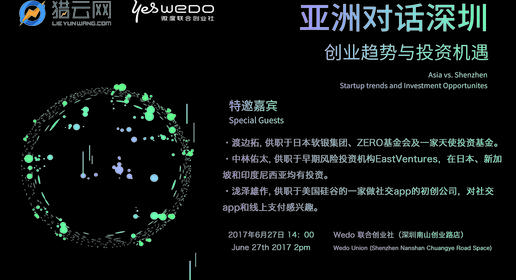 猎云网
LIEYUNWANG.COM
YesWEDO
微度联合创业社
亚洲对话深圳
创业趋势与投资机遇
Asia vs. Shenzhen
Startup trends and Investment Opportunites
特邀嘉宾
Special Guests
・渡边拓, 供职于日本软银集团、ZERO基金会及一家天使投资基金。
・中林佑太, 供职于早期风险投资机构EastVentures，在日本、新加
坡和印度尼西亚均有投资。
・泷泽雄作, 供职于美国硅谷的一家做社交app的初创公司，对社交
app和线上支付感兴趣。
2017年6月27日 14：00
Wedo 联合创业社（深圳南山创业路店）
June 27th 2017 2pm
Wedo Union (Shenzhen Nanshan Chuangye Road Space)